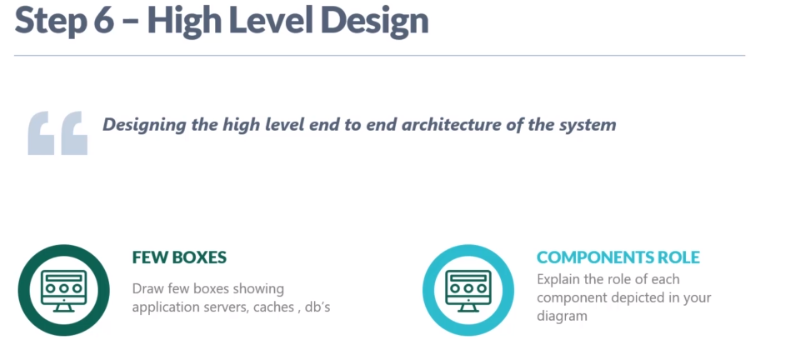 Step 6 – High Level Design
Designing the high level end to end architecture of the system
FEW BOXES
Draw few boxes showing
application servers, caches , db's
COMPONENTS ROLE
Explain the role of each
component depicted in your
diagram